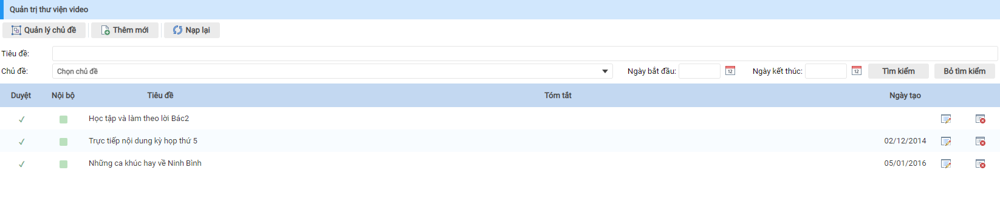 Quản trị thư viện video
Quản lý chủ đề Thêm mới Nạp lại
Tiêu đề:
Chủ đề: Chọn chủ đề Ngày bắt đầu: 12 Ngày kết thúc: 12 Tìm kiếm Bỏ tìm kiếm
Duyệt Nội bộ Tiêu đề Tóm tắt Ngày tạo
Học tập và làm theo lời Bác2
Trực tiếp nội dung kỳ họp thứ 5 02/12/2014
Những ca khúc hay về Ninh Bình 05/01/2016